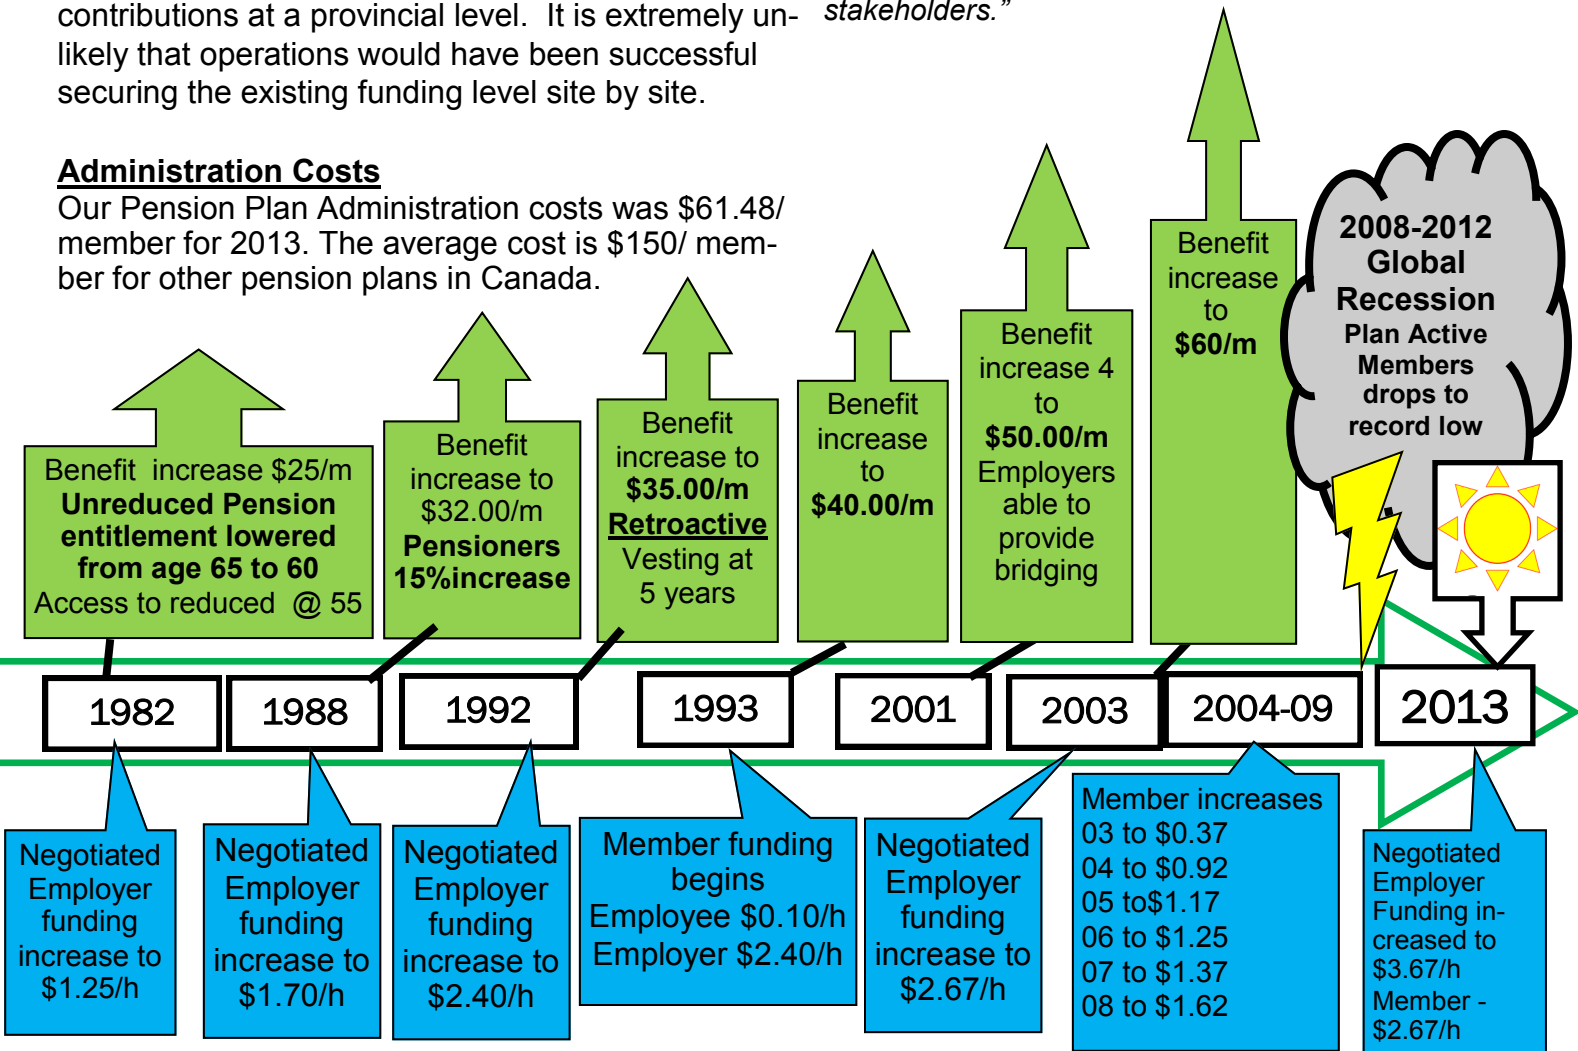 contributions at a provincial level.  It is extremely un-
likely that operations would have been successful
securing the existing funding level site by site.
stakeholders.”
Administration Costs
Our Pension Plan Administration costs was $61.48/
member for 2013. The average cost is $150/ mem-
ber for other pension plans in Canada.
Benefit  increase $25/m
Unreduced Pension
entitlement lowered
from age 65 to 60
Access to reduced  @ 55
Benefit
increase to
$32.00/m
Pensioners
15%increase
Benefit
increase to
$35.00/m
Retroactive
Vesting at
5 years
Benefit
increase
to
$40.00/m
Benefit
increase 4
to
$50.00/m
Employers
able to
provide
bridging
Benefit
increase
to
$60/m
2008-2012
Global
Recession
Plan Active
Members
drops to
record low
1982
1988
1992
1993
2001
2003
2004-09
2013
Negotiated
Employer
funding
increase to
$1.25/h
Negotiated
Employer
funding
increase to
$1.70/h
Negotiated
Employer
funding
increase to
$2.40/h
Member funding
begins
Employee $0.10/h
Employer $2.40/h
Negotiated
Employer
funding
increase to
$2.67/h
Member increases
03 to $0.37
04 to $0.92
05 to$1.17
06 to $1.25
07 to $1.37
08 to $1.62
Negotiated
Employer
Funding in-
creased to
$3.67/h
Member -
$2.67/h